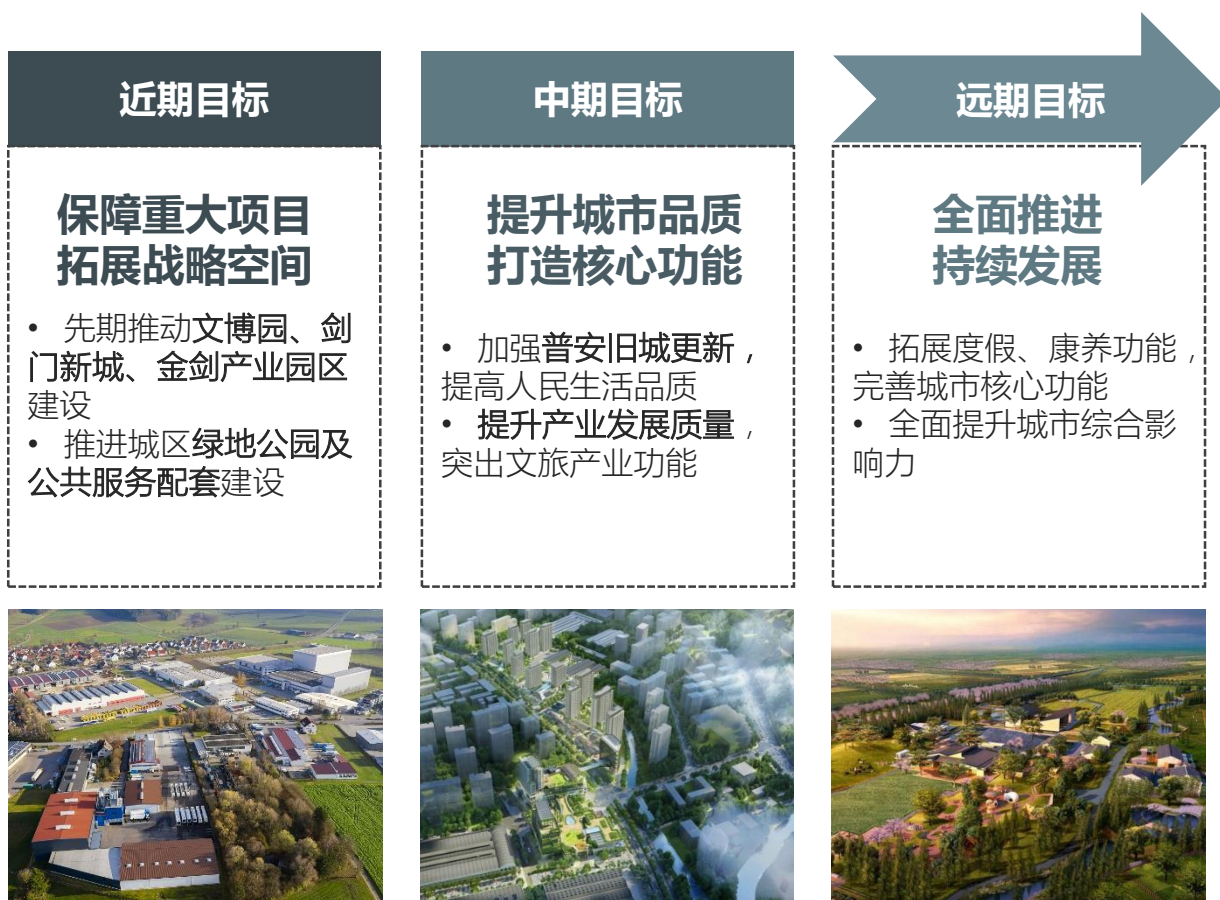 近期目标
保障重大项目
拓展战略空间
• 先期推动文博园、剑
门新城、金剑产业园区
建设
• 推进城区绿地公园及
公共服务配套建设
中期目标
提升城市品质
打造核心功能
• 加强普安旧城更新，
提高人民生活品质
• 提升产业发展质量，
突出文旅产业功能
远期目标
全面推进
持续发展
• 拓展度假、康养功能，
完善城市核心功能
• 全面提升城市综合影
响力